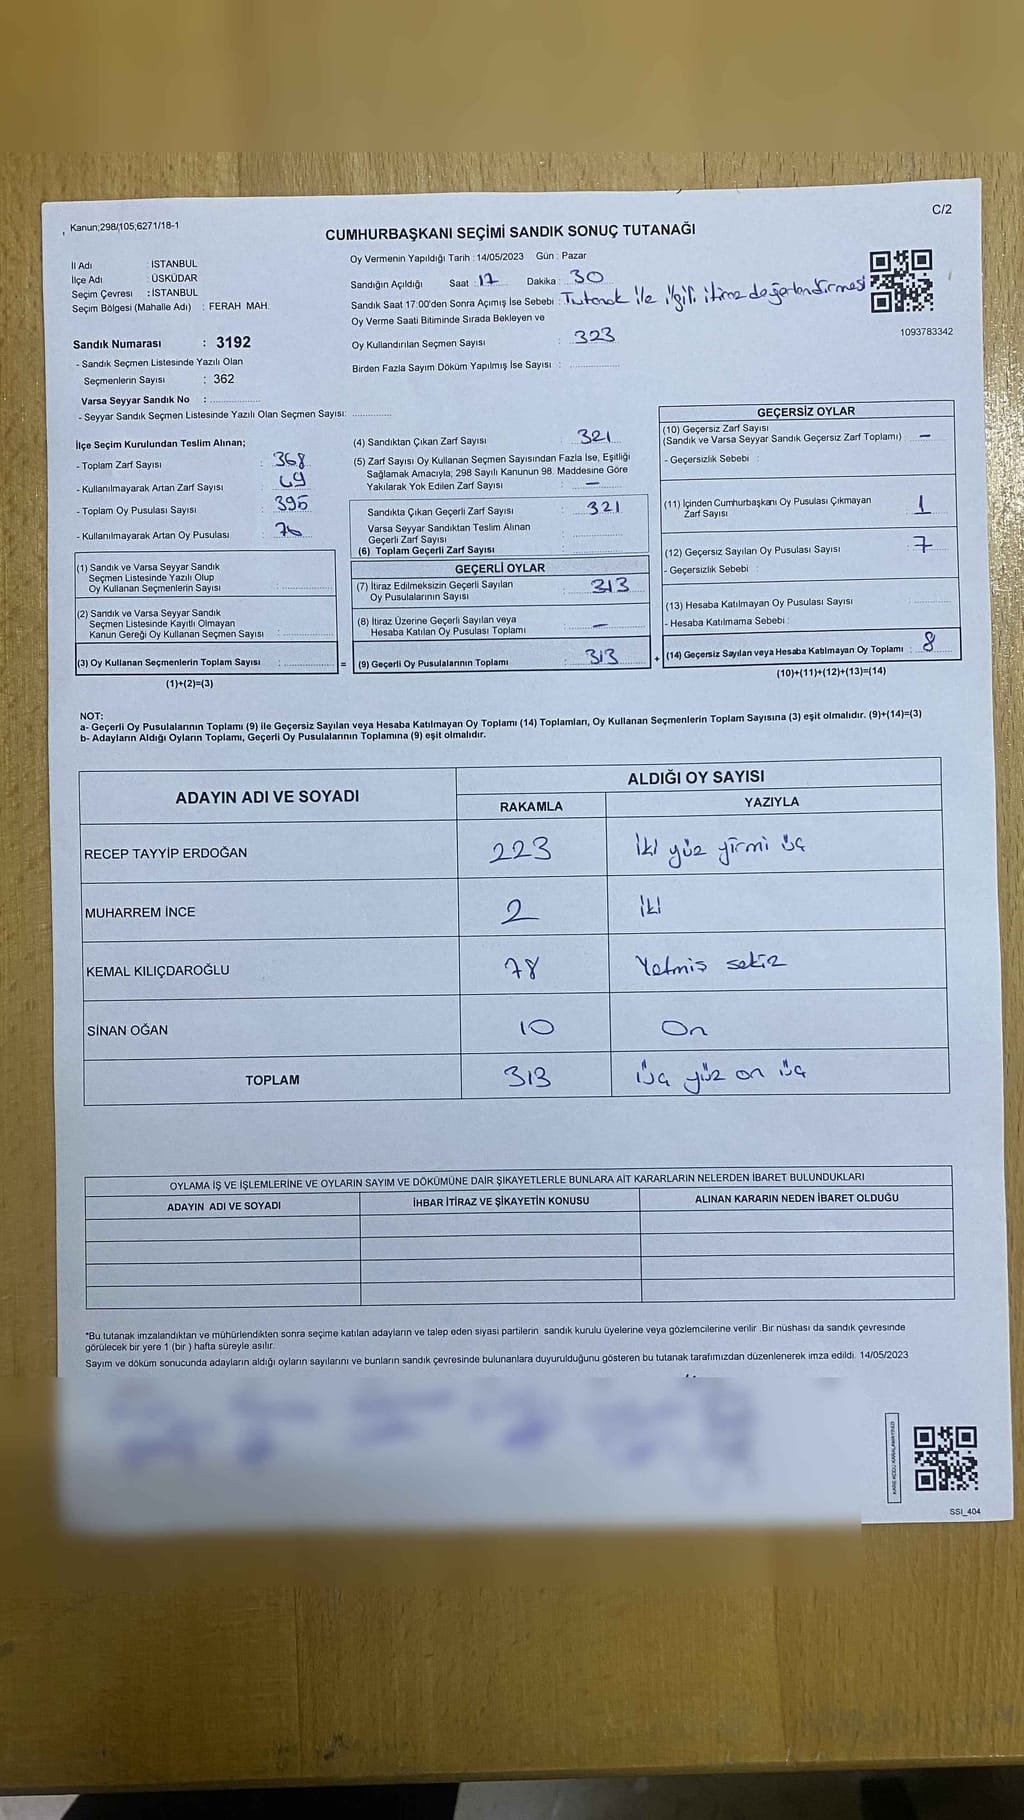 Kanun;298/105;6271/18-1
C/2
CUMHURBAŞKANI SEÇİMİ SANDIK SONUÇ TUTANAĞI
İl Adı : İSTANBUL
İlçe Adı : ÜSKÜDAR
Seçim Çevresi : İSTANBUL
Seçim Bölgesi (Mahalle Adı) : FERAH MAH.
Oy Vermenin Yapıldığı Tarih : 14/05/2023 Gün : Pazar
Sandığın Açıldığı Saat : 17 Dakika : 30
Sandık Saat 17:00'den Sonra Açımış İse Sebebi : Tutanak ile ilgili itiraz değerlendirmesi
Oy Verme Saati Bitiminde Sırada Bekleyen ve
Oy Kullandırılan Seçmen Sayısı : 323
Birden Fazla Sayım Döküm Yapılmış İse Sayısı :
1093783342
Sandık Numarası : 3192
- Sandık Seçmen Listesinde Yazılı Olan
Seçmenlerin Sayısı : 362
Varsa Seyyar Sandık No :
- Seyyar Sandık Seçmen Listesinde Yazılı Olan Seçmen Sayısı:
İlçe Seçim Kurulundan Teslim Alınan;
- Toplam Zarf Sayısı : 368
- Kullanılmayarak Artan Zarf Sayısı : 49
- Toplam Oy Pusulası Sayısı : 395
- Kullanılmayarak Artan Oy Pusulası : 76
(1) Sandık ve Varsa Seyyar Sandık
Seçmen Listesinde Yazılı Olup
Oy Kullanan Seçmenlerin Sayısı :
(2) Sandık ve Varsa Seyyar Sandık
Seçmen Listesinde Kayıtlı Olmayan
Kanun Gereği Oy Kullanan Seçmen Sayısı :
(3) Oy Kullanan Seçmenlerin Toplam Sayısı : =
(1)+(2)=(3)
(4) Sandıktan Çıkan Zarf Sayısı : 321
(5) Zarf Sayısı Oy Kullanan Seçmen Sayısından Fazla İse, Eşitliği
Sağlamak Amacıyla; 298 Sayılı Kanunun 98. Maddesine Göre
Yakılarak Yok Edilen Zarf Sayısı : —
Sandıkta Çıkan Geçerli Zarf Sayısı : 321
Varsa Seyyar Sandıktan Teslim Alınan
Geçerli Zarf Sayısı :
(6) Toplam Geçerli Zarf Sayısı :
GEÇERLİ OYLAR
(7) İtiraz Edilmeksizin Geçerli Sayılan
Oy Pusulalarının Sayısı : 313
(8) İtiraz Üzerine Geçerli Sayılan veya
Hesaba Katılan Oy Pusulası Toplamı : —
(9) Geçerli Oy Pusulalarının Toplamı : 313 +
GEÇERSİZ OYLAR
(10) Geçersiz Zarf Sayısı
(Sandık ve Varsa Seyyar Sandık Geçersiz Zarf Toplamı) : —
- Geçersizlik Sebebi :
(11) İçinden Cumhurbaşkanı Oy Pusulası Çıkmayan
Zarf Sayısı : 1
(12) Geçersiz Sayılan Oy Pusulası Sayısı : 7
- Geçersizlik Sebebi :
(13) Hesaba Katılmayan Oy Pusulası Sayısı :
- Hesaba Katılmama Sebebi :
(14) Geçersiz Sayılan veya Hesaba Katılmayan Oy Toplamı : 8
(10)+(11)+(12)+(13)=(14)
NOT:
a- Geçerli Oy Pusulalarının Toplamı (9) ile Geçersiz Sayılan veya Hesaba Katılmayan Oy Toplamı (14) Toplamları, Oy Kullanan Seçmenlerin Toplam Sayısına (3) eşit olmalıdır. (9)+(14)=(3)
b- Adayların Aldığı Oyların Toplamı, Geçerli Oy Pusulalarının Toplamına (9) eşit olmalıdır.
ADAYIN ADI VE SOYADI ALDIĞI OY SAYISI
RAKAMLA YAZIYLA
RECEP TAYYİP ERDOĞAN 223 İki yüz yirmi üç
MUHARREM İNCE 2 İki
KEMAL KILIÇDAROĞLU 78 Yetmiş sekiz
SİNAN OĞAN 10 On
TOPLAM 313 Üç yüz on üç
OYLAMA İŞ VE İŞLEMLERİNE VE OYLARIN SAYIM VE DÖKÜMÜNE DAİR ŞİKAYETLERLE BUNLARA AİT KARARLARIN NELERDEN İBARET BULUNDUKLARI
ADAYIN ADI VE SOYADI İHBAR İTİRAZ VE ŞİKAYETİN KONUSU ALINAN KARARIN NEDEN İBARET OLDUĞU
*Bu tutanak imzalandıktan ve mühürlendikten sonra seçime katılan adayların ve talep eden siyasi partilerin sandık kurulu üyelerine veya gözlemcilerine verilir. Bir nüshası da sandık çevresinde
görülecek bir yere 1 (bir ) hafta süreyle asılır.
Sayım ve döküm sonucunda adayların aldığı oyların sayılarını ve bunların sandık çevresinde bulunanlara duyurulduğunu gösteren bu tutanak tarafımızdan düzenlenerek imza edildi. 14/05/2023
KARE KODU KARALAMAYINIZ!
SSI_404